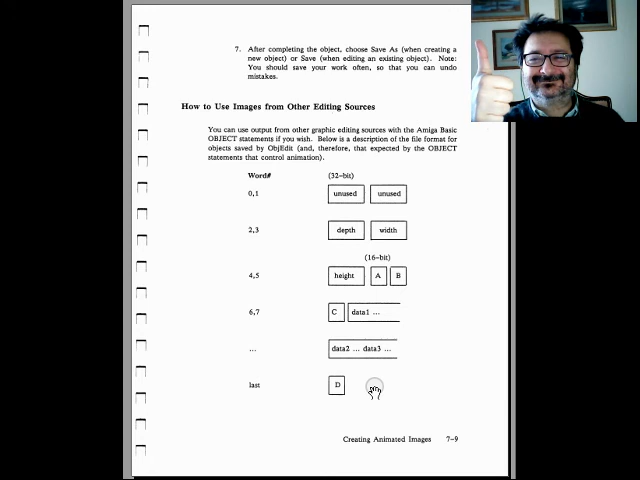 7. After completing the object, choose Save As (when creating a
new object) or Save (when editing an existing object). Note:
You should save your work often, so that you can undo
mistakes.
How to Use Images from Other Editing Sources
You can use output from other graphic editing sources with the Amiga Basic
OBJECT statements if you wish. Below is a description of the file format for
objects saved by ObjEdit (and, therefore, that expected by the OBJECT
statements that control animation).
Word# (32-bit)
0,1 unused unused
2,3 depth width
(16-bit)
4,5 height A B
6,7 C data1 ...
... data2 ... data3 ...
last D
Creating Animated Images 7-9